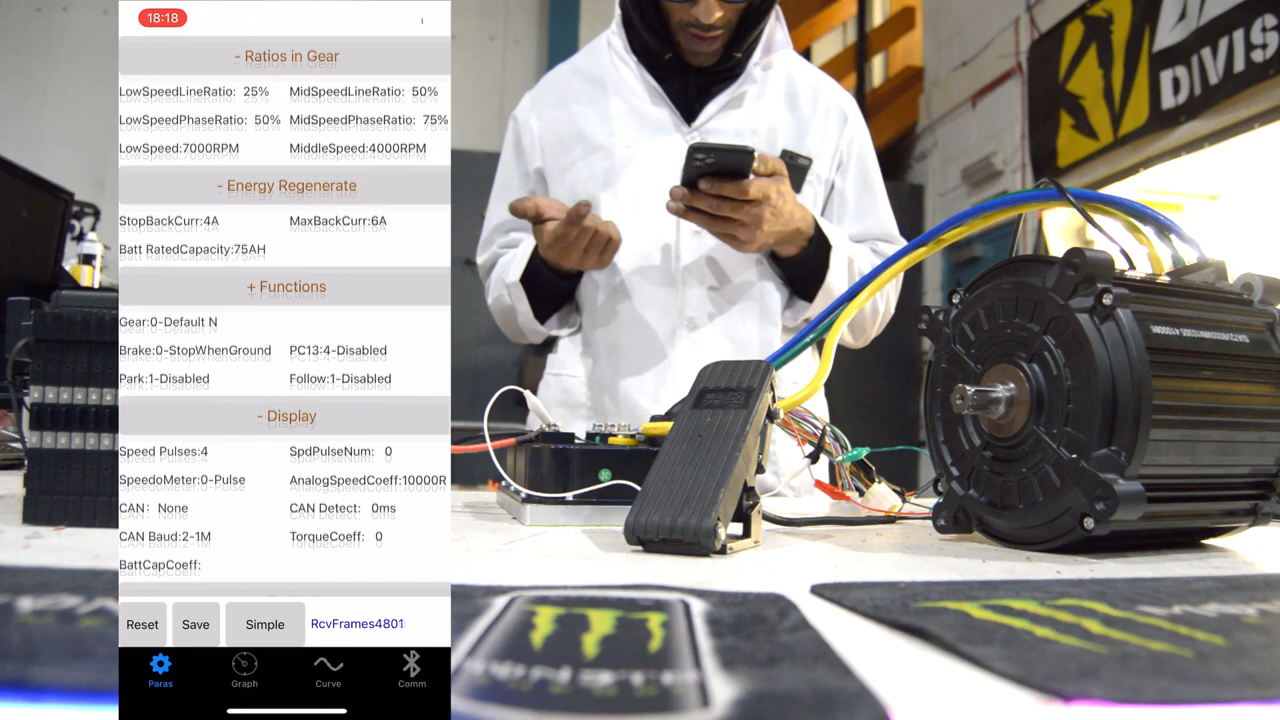 18:18
- Ratios in Gear
LowSpeedLineRatio: 25% MidSpeedLineRatio: 50%
LowSpeedPhaseRatio: 50% MidSpeedPhaseRatio: 75%
LowSpeed:7000RPM MiddleSpeed:4000RPM
- Energy Regenerate
StopBackCurr:4A MaxBackCurr:6A
Batt RatedCapacity:75AH
+ Functions
Gear:0-Default N
Brake:0-StopWhenGround PC13:4-Disabled
Park:1-Disabled Follow:1-Disabled
- Display
Speed Pulses:4 SpdPulseNum: 0
SpeedoMeter:0-Pulse AnalogSpeedCoeff:10000R
CAN: None CAN Detect: 0ms
CAN Baud:2-1M TorqueCoeff: 0
BattCapCoeff:
Reset Save Simple RcvFrames4801
Paras Graph Curve Comm
DIVIS